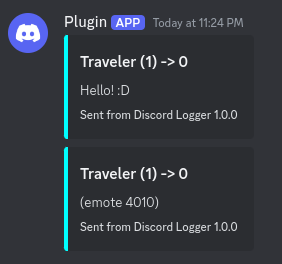 Plugin APP Today at 11:24 PM
Traveler (1) -> 0
Hello! :D
Sent from Discord Logger 1.0.0
Traveler (1) -> 0
(emote 4010)
Sent from Discord Logger 1.0.0